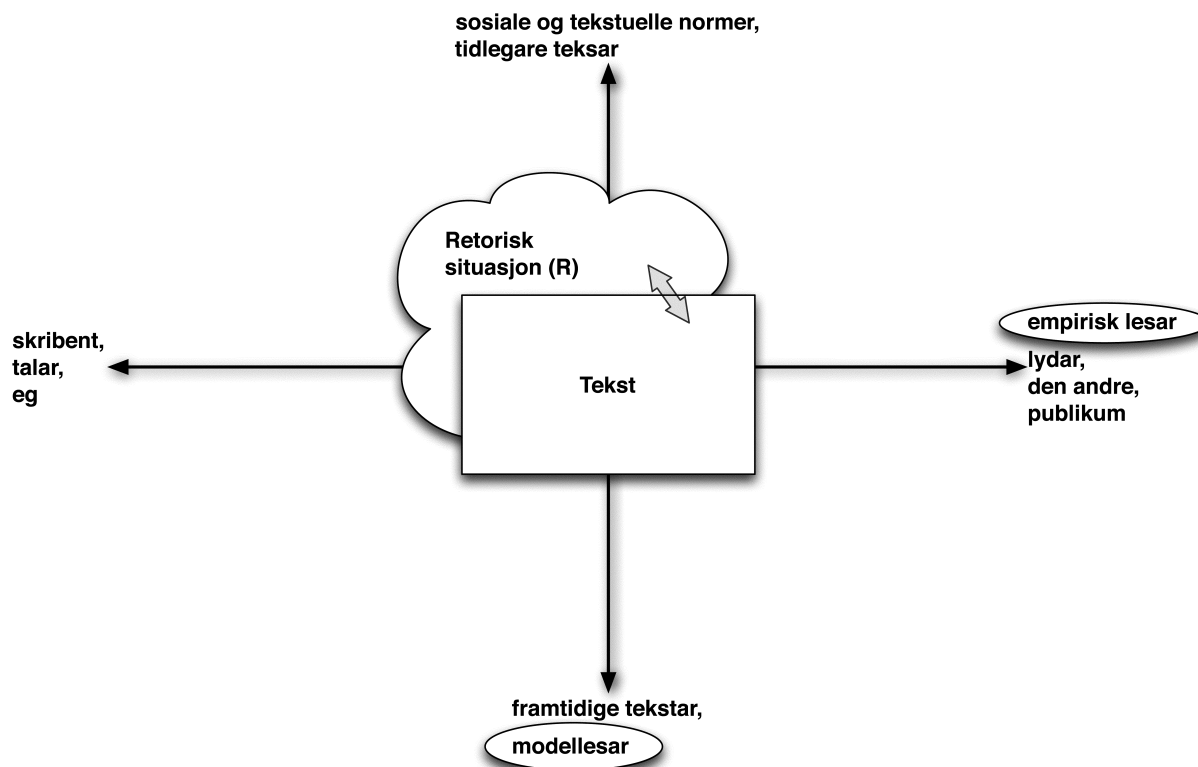 sosiale og tekstuelle normer,
tidlegare teksar
Retorisk
situasjon (R)
skribent,
talar,
eg
Tekst
empirisk lesar
lydar,
den andre,
publikum
framtidige tekstar,
modellesar